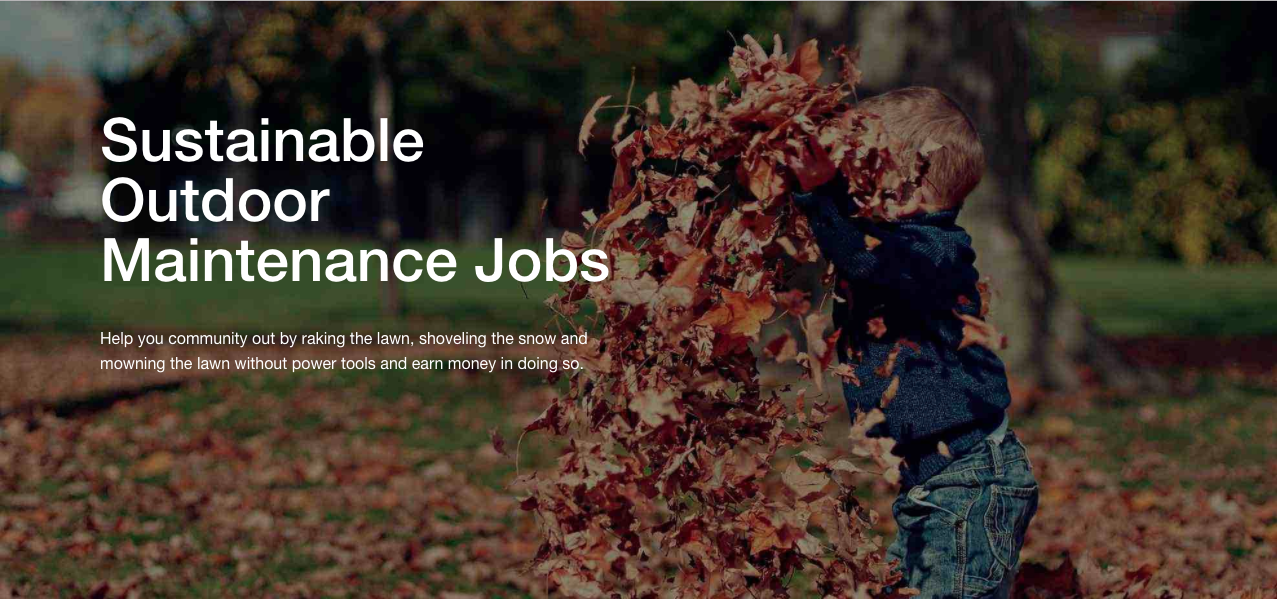 Sustainable
Outdoor
Maintenance Jobs
Help you community out by raking the lawn, shoveling the snow and
mowning the lawn without power tools and earn money in doing so.